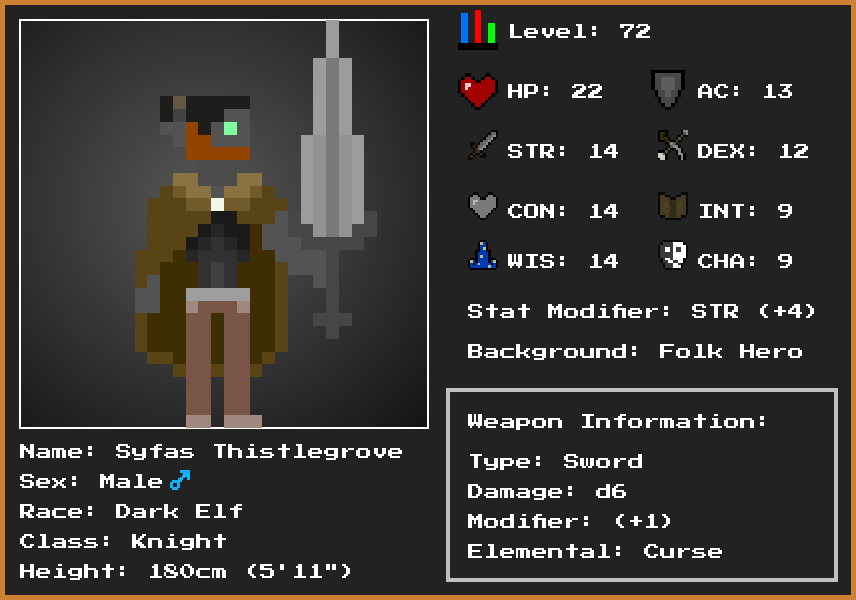 Level: 72
HP: 22
AC: 13
STR: 14
DEX: 12
CON: 14
INT: 9
WIS: 14
CHA: 9
Stat Modifier: STR (+4)
Background: Folk Hero
Weapon Information:
Type: Sword
Damage: d6
Modifier: (+1)
Elemental: Curse
Name: Syfas Thistlegrove
Sex: Male♂
Race: Dark Elf
Class: Knight
Height: 180cm (5'11")